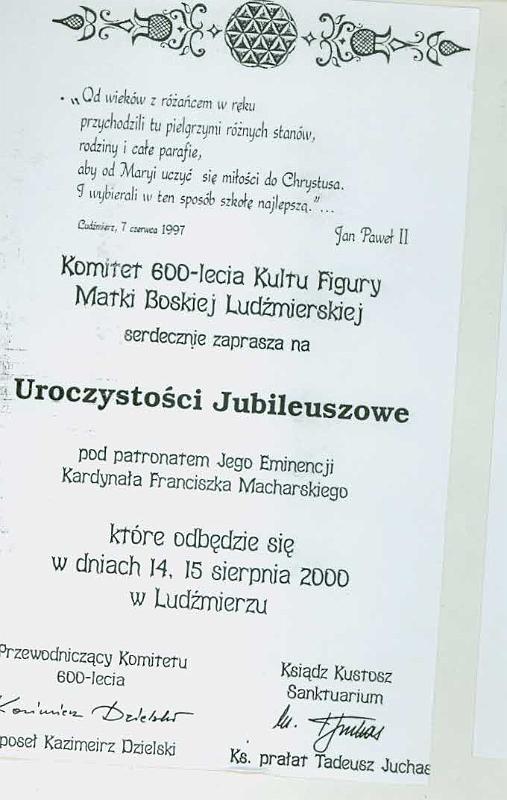 • „Od wieków z różańcem w ręku
przychodzili tu pielgrzymi różnych stanów,
rodziny i całe parafie,
aby od Maryi uczyć się miłości do Chrystusa.
I wybierali w ten sposób szkołę najlepszą."...
Ludźmierz, 7 czerwca 1997
Jan Paweł II
Komitet 600-lecia Kultu Figury
Matki Boskiej Ludźmierskiej
serdecznie zaprasza na
Uroczystości Jubileuszowe
pod patronatem Jego Eminencji
Kardynała Franciszka Macharskiego
które odbędzie się
w dniach 14, 15 sierpnia 2000
w Ludźmierzu
Przewodniczący Komitetu
600-lecia
Kazimierz Dzielski
poseł Kazimeirz Dzielski
Ksiądz Kustosz
Sanktuarium
Juchas
Ks. prałat Tadeusz Juchas